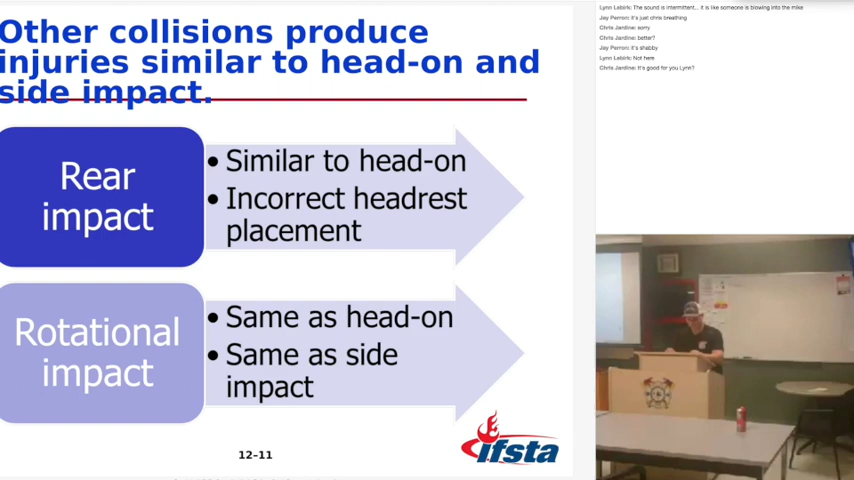 Other collisions produce
injuries similar to head-on and
side impact.
Rear
impact
• Similar to head-on
• Incorrect headrest
placement
Rotational
impact
• Same as head-on
• Same as side
impact
12–11
ifsta
Lynn Labiris: The sound is intermittent... it is like someone is blowing into the mike
Jay Perron: it's just chris breathing
Chris Jardine: sorry
Chris Jardine: better?
Jay Perron: it's shabby
Lynn Labiris: Not here
Chris Jardine: It's good for you Lynn?